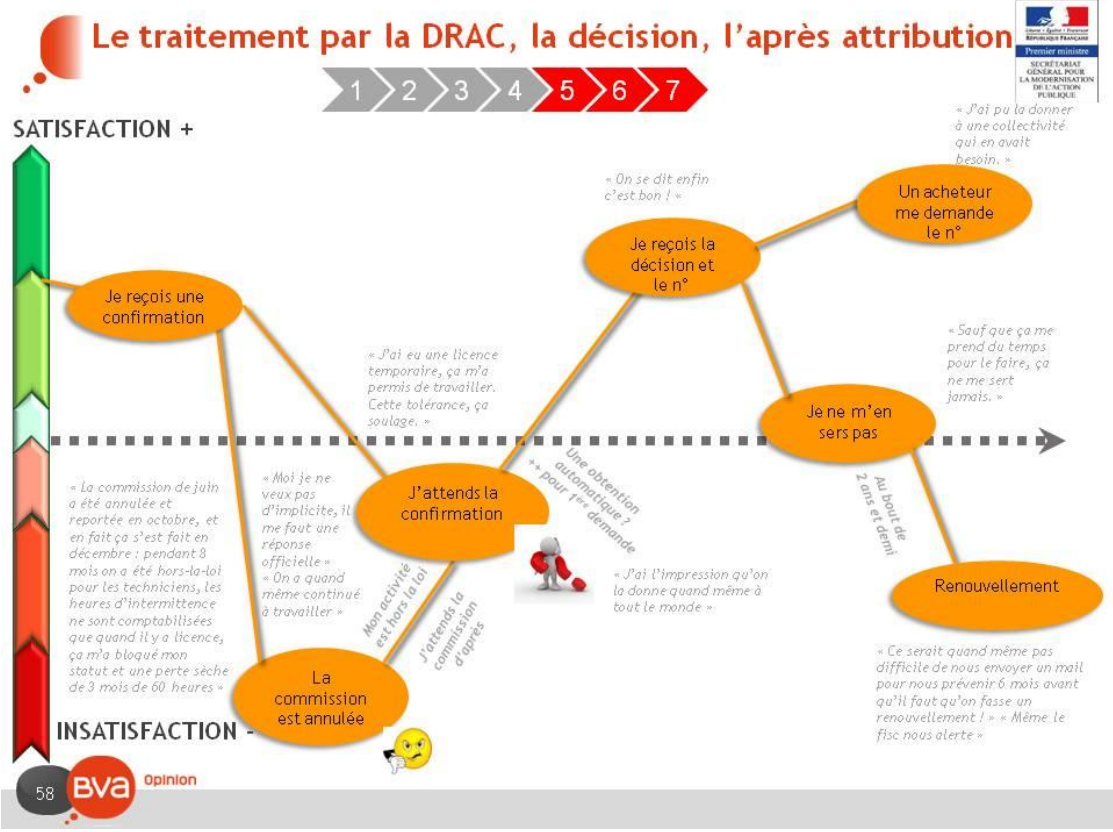 Le traitement par la DRAC, la décision, l'après attribution
Liberté • Égalité • Fraternité
RÉPUBLIQUE FRANÇAISE
Premier ministre
SECRÉTARIAT
GÉNÉRAL POUR
LA MODERNISATION
DE L'ACTION
PUBLIQUE
1 2 3 4 5 6 7
SATISFACTION +
« J'ai pu la donner
à une collectivité
qui en avait
besoin. »
« On se dit enfin
c'est bon ! »
Un acheteur
me demande
le n°
Je reçois la
décision et
le n°
Je reçois une
confirmation
« J'ai eu une licence
temporaire, ça m'a
permis de travailler.
Cette tolérance, ça
soulage. »
« Sauf que ça me
prend du temps
pour le faire, ça
ne me sert
jamais. »
Je ne m'en
sers pas
« La commission de juin
a été annulée et
reportée en octobre, et
en fait ça s'est fait en
décembre : pendant 8
mois on a été hors-la-loi
pour les techniciens, les
heures d'intermittence
ne sont comptabilisées
que quand il y a licence,
ça m'a bloqué mon
statut et une perte sèche
de 3 mois de 60 heures »
« Moi je ne
veux pas
d'implicite, il
me faut une
réponse
officielle »
« On a quand
même continué
à travailler »
J'attends la
confirmation
Une obtention
automatique ?
++ pour 1ère demande
Au bout de
2 ans et demi
Mon activité
est hors la loi
J'attends la
commission
d'après
« J'ai l'impression qu'on
la donne quand même à
tout le monde »
Renouvellement
La
commission
est annulée
« Ce serait quand même pas
difficile de nous envoyer un mail
pour nous prévenir 6 mois avant
qu'il faut qu'on fasse un
renouvellement ! » « Même le
fisc nous alerte »
INSATISFACTION -
58
BVA
Opinion